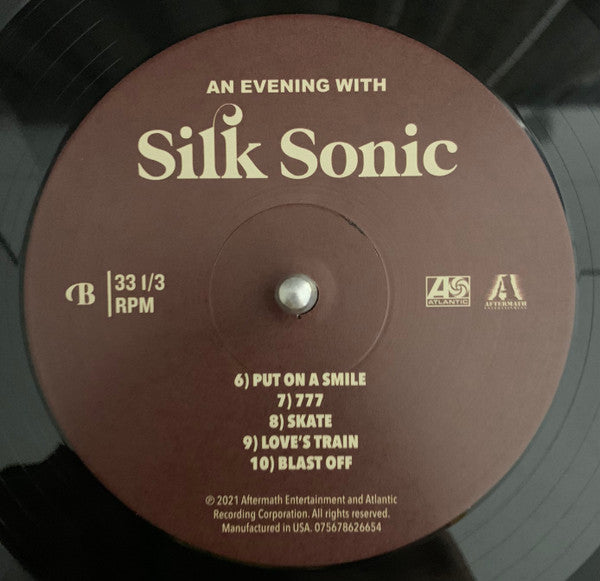 AN EVENING WITH
Silk Sonic
B
33 1/3
RPM
ATLANTIC
AFTERMATH
ENTERTAINMENT
6) PUT ON A SMILE
7) 777
8) SKATE
9) LOVE'S TRAIN
10) BLAST OFF
℗ 2021 Aftermath Entertainment and Atlantic
Recording Corporation. All rights reserved.
Manufactured in USA. 075678626654